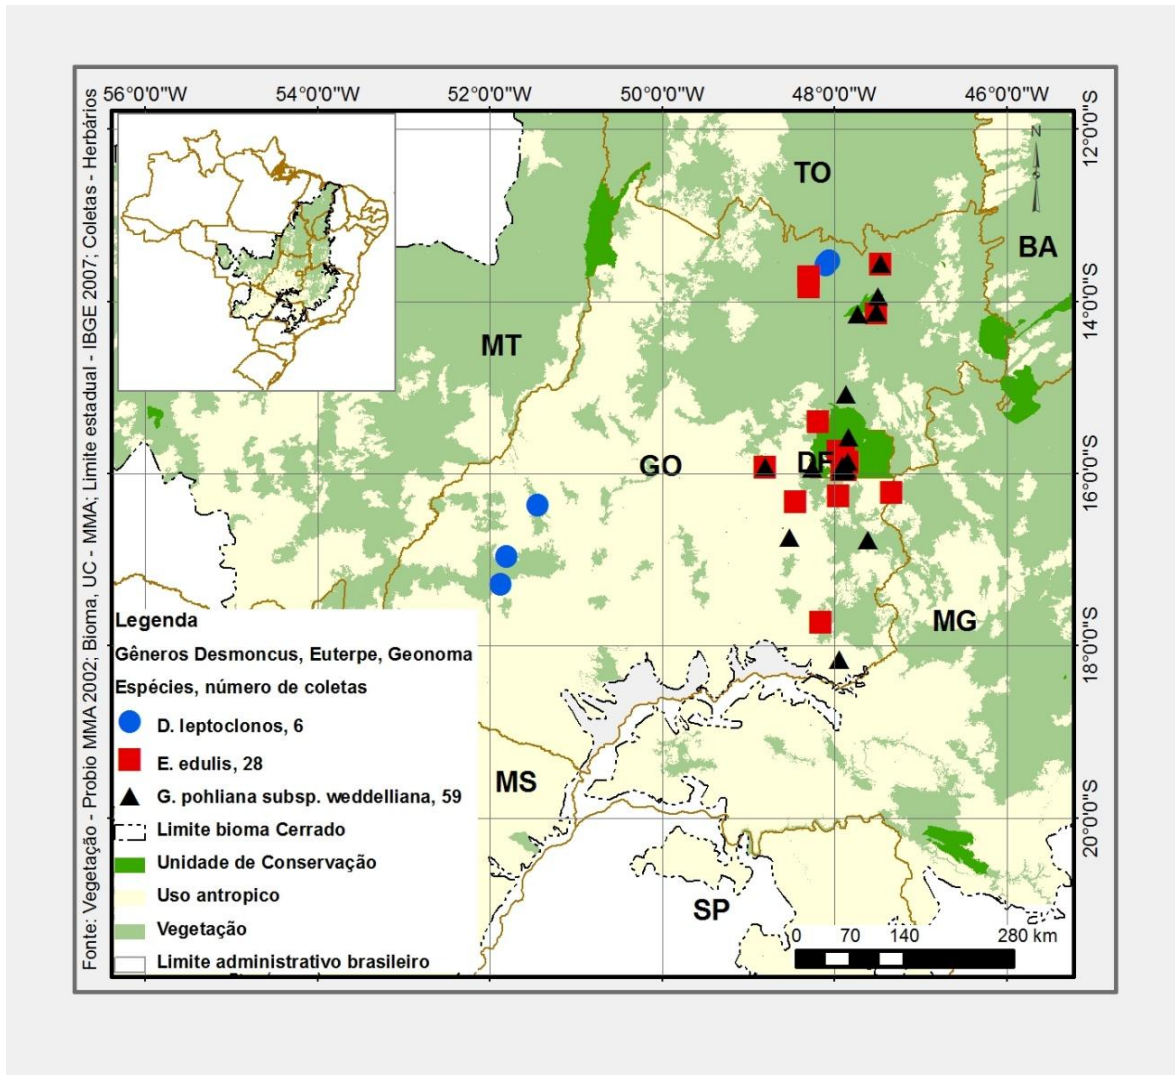 56°0'0"W 54°0'0"W 52°0'0"W 50°0'0"W 48°0'0"W 46°0'0"W
Fonte: Vegetação - Probio MMA 2002; Bioma, UC - MMA; Limite estadual - IBGE 2007; Coletas - Herbários
12°0'0"S
14°0'0"S
16°0'0"S
18°0'0"S
20°0'0"S
N
TO
BA
MT
GO
DF
MG
MS
SP
Legenda
Gêneros Desmoncus, Euterpe, Geonoma
Espécies, número de coletas
D. leptoclonos, 6
E. edulis, 28
G. pohliana subsp. weddelliana, 59
Limite bioma Cerrado
Unidade de Conservação
Uso antropico
Vegetação
Limite administrativo brasileiro
0 70 140 280 km